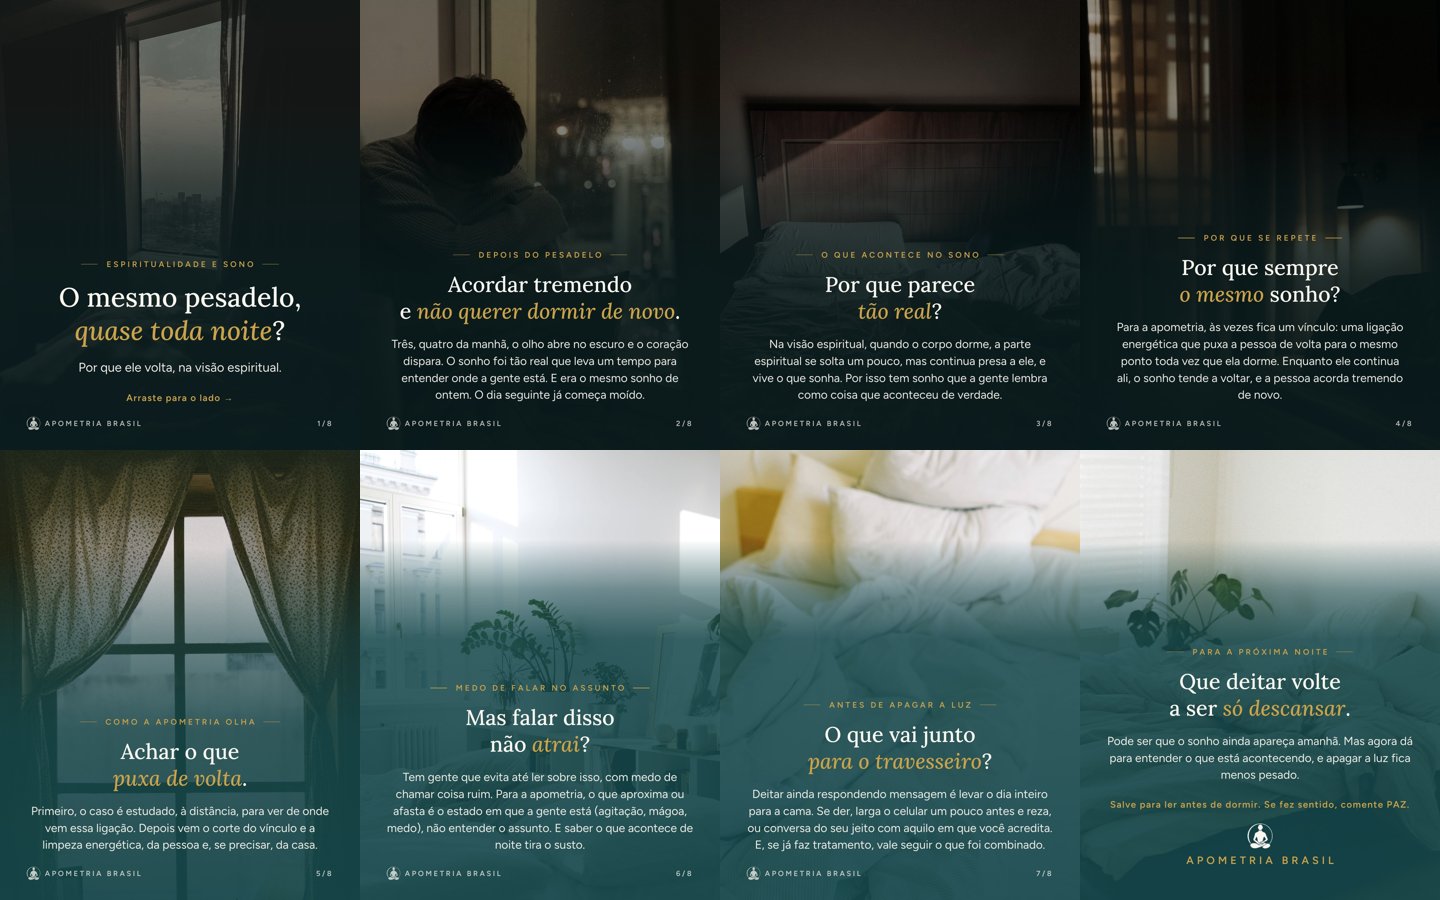 ESPIRITUALIDADE E SONO
O mesmo pesadelo,
quase toda noite?
Por que ele volta, na visão espiritual.
Arraste para o lado →
APOMETRIA BRASIL
1/8
DEPOIS DO PESADELO
Acordar tremendo
e não querer dormir de novo.
Três, quatro da manhã, o olho abre no escuro e o coração
dispara. O sonho foi tão real que leva um tempo para
entender onde a gente está. E era o mesmo sonho de
ontem. O dia seguinte já começa moído.
APOMETRIA BRASIL
2/8
O QUE ACONTECE NO SONO
Por que parece
tão real?
Na visão espiritual, quando o corpo dorme, a parte
espiritual se solta um pouco, mas continua presa a ele, e
vive o que sonha. Por isso tem sonho que a gente lembra
como coisa que aconteceu de verdade.
APOMETRIA BRASIL
3/8
POR QUE SE REPETE
Por que sempre
o mesmo sonho?
Para a apometria, às vezes fica um vínculo: uma ligação
energética que puxa a pessoa de volta para o mesmo
ponto toda vez que ela dorme. Enquanto ele continua
ali, o sonho tende a voltar, e a pessoa acorda tremendo
de novo.
APOMETRIA BRASIL
4/8
COMO A APOMETRIA OLHA
Achar o que
puxa de volta.
Primeiro, o caso é estudado, à distância, para ver de onde
vem essa ligação. Depois vem o corte do vínculo e a
limpeza energética, da pessoa e, se precisar, da casa.
APOMETRIA BRASIL
5/8
MEDO DE FALAR NO ASSUNTO
Mas falar disso
não atrai?
Tem gente que evita até ler sobre isso, com medo de
chamar coisa ruim. Para a apometria, o que aproxima ou
afasta é o estado em que a gente está (agitação, mágoa,
medo), não entender o assunto. E saber o que acontece de
noite tira o susto.
APOMETRIA BRASIL
6/8
ANTES DE APAGAR A LUZ
O que vai junto
para o travesseiro?
Deitar ainda respondendo mensagem é levar o dia inteiro
para a cama. Se der, larga o celular um pouco antes e reza,
ou conversa do seu jeito com aquilo em que você acredita.
E, se já faz tratamento, vale seguir o que foi combinado.
APOMETRIA BRASIL
7/8
PARA A PRÓXIMA NOITE
Que deitar volte
a ser só descansar.
Pode ser que o sonho ainda apareça amanhã. Mas agora dá
para entender o que está acontecendo, e apagar a luz fica
menos pesado.
Salve para ler antes de dormir. Se fez sentido, comente PAZ.
APOMETRIA BRASIL
8/8